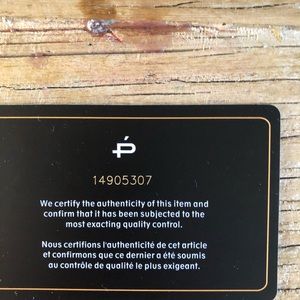 14905307
We certify the authenticity of this item and
confirm that it has been subjected to the
most exacting quality control.
Nous certifions l'authenticité de cet article
et confirmons que ce dernier a été soumis
au contrôle de qualité le plus exigeant.